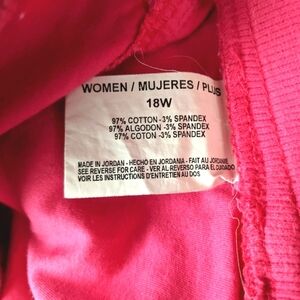 WOMEN / MUJERES / PLUS
18W
97% COTTON -3% SPANDEX
97% ALGODON -3% SPANDEX
97% COTON -3% SPANDEX
MADE IN JORDAN - HECHO EN JORDANIA - FAIT AU JORDANIE
SEE REVERSE FOR CARE - VER AL REVERSO PARA EL CUIDADO
VOIR LES INSTRUCTIONS D'ENTRETIEN AU DOS